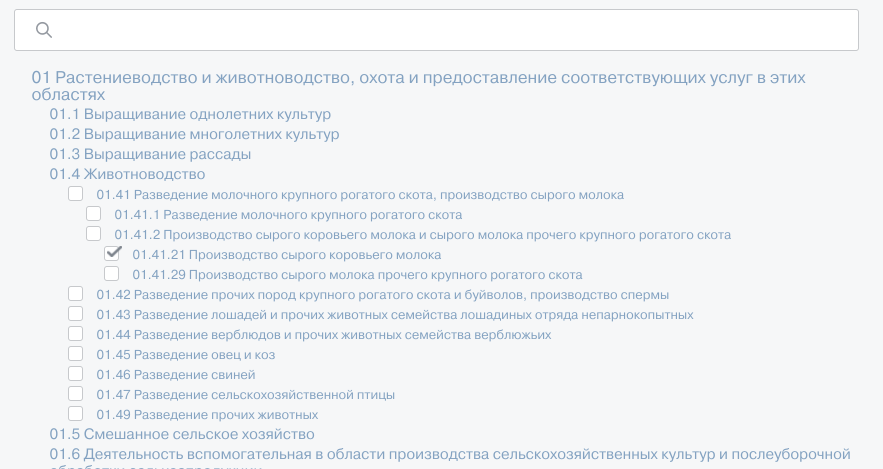 01 Растениеводство и животноводство, охота и предоставление соответствующих услуг в этих
областях
01.1 Выращивание однолетних культур
01.2 Выращивание многолетних культур
01.3 Выращивание рассады
01.4 Животноводство
01.41 Разведение молочного крупного рогатого скота, производство сырого молока
01.41.1 Разведение молочного крупного рогатого скота
01.41.2 Производство сырого коровьего молока и сырого молока прочего крупного рогатого скота
01.41.21 Производство сырого коровьего молока
01.41.29 Производство сырого молока прочего крупного рогатого скота
01.42 Разведение прочих пород крупного рогатого скота и буйволов, производство спермы
01.43 Разведение лошадей и прочих животных семейства лошадиных отряда непарнокопытных
01.44 Разведение верблюдов и прочих животных семейства верблюжьих
01.45 Разведение овец и коз
01.46 Разведение свиней
01.47 Разведение сельскохозяйственной птицы
01.49 Разведение прочих животных
01.5 Смешанное сельское хозяйство
01.6 Деятельность вспомогательная в области производства сельскохозяйственных культур и послеуборочной